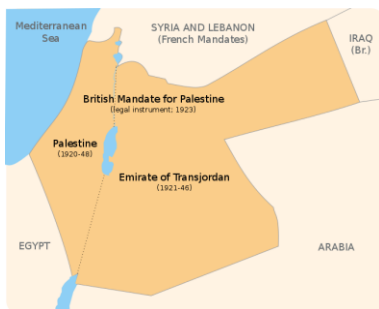 Mediterranean
Sea
SYRIA AND LEBANON
(French Mandates)
IRAQ
(Br.)
British Mandate for Palestine
(legal instrument; 1923)
Palestine
(1920-48)
Emirate of Transjordan
(1921-46)
EGYPT
ARABIA